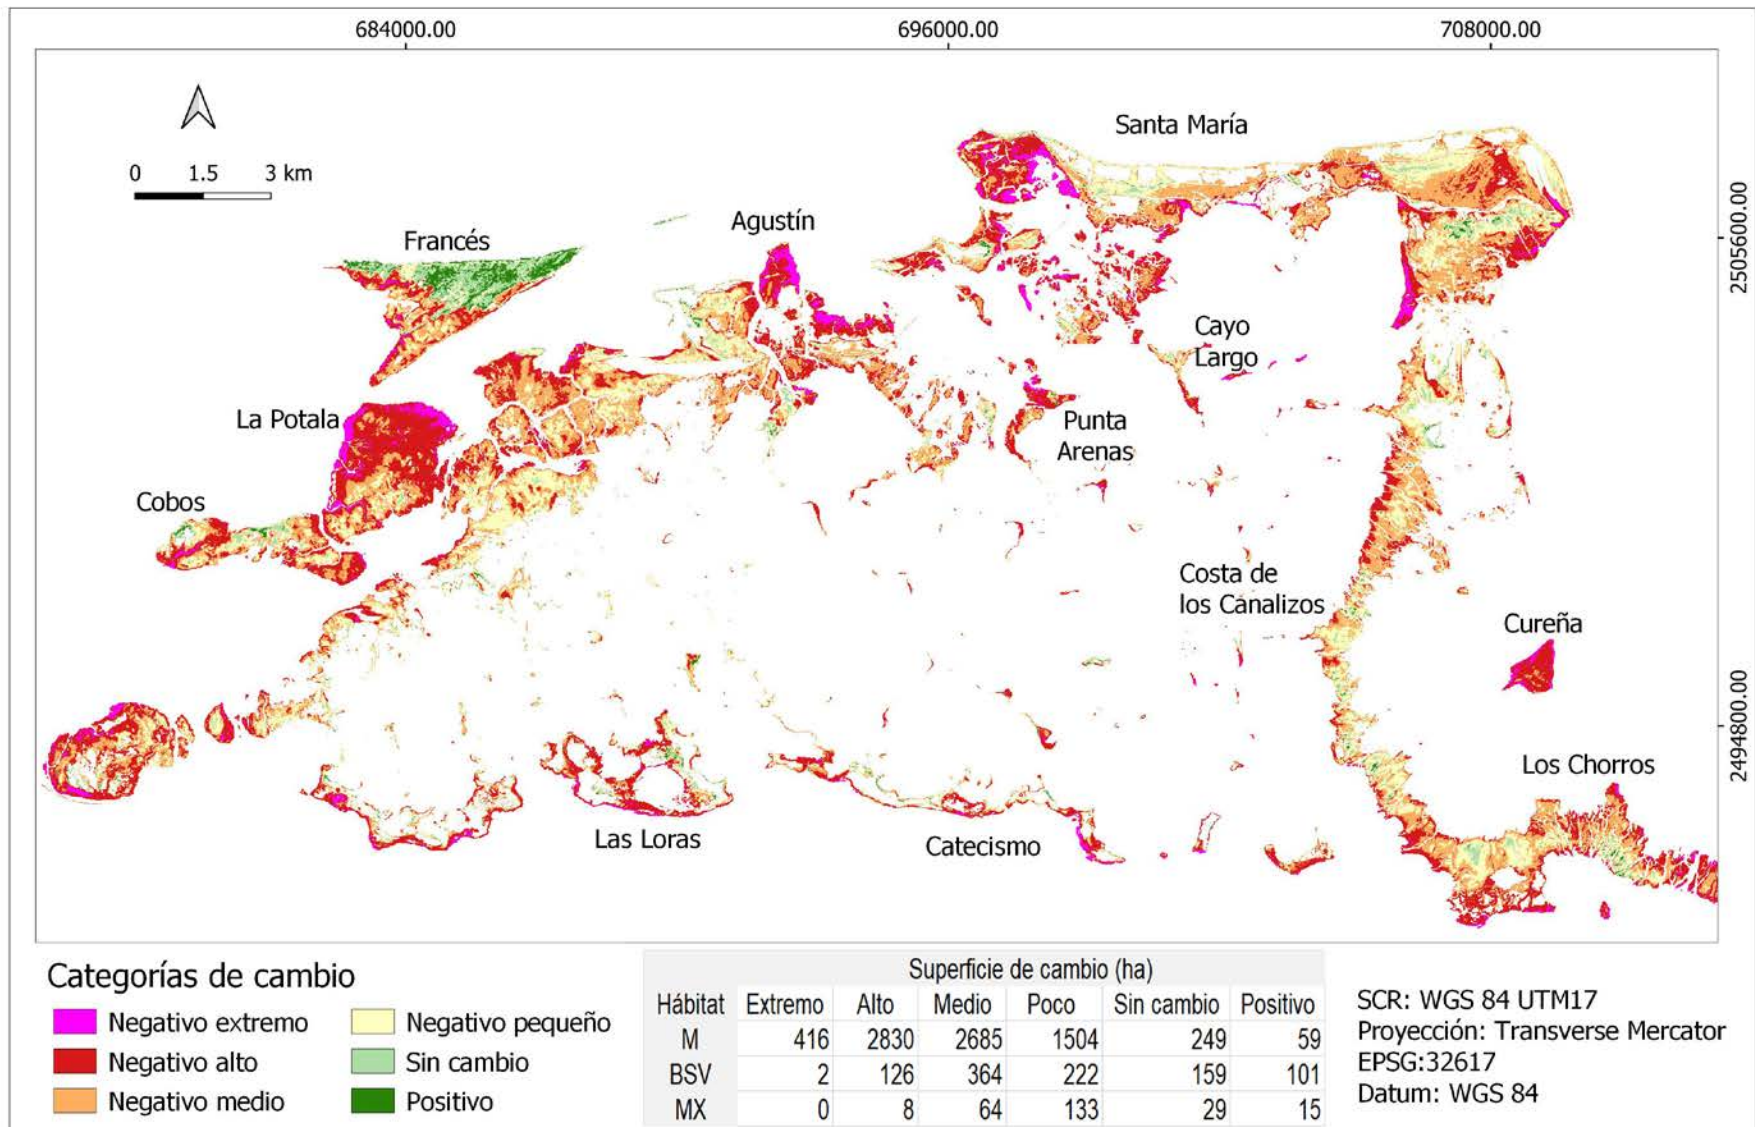 684000.00 696000.00 708000.00
Santa María
0 1.5 3 km
2505600.00
Agustín
Francés
Cayo
Largo
La Potala
Punta
Arenas
Cobos
Costa de
los Canalizos
Cureña
2494800.00
Los Chorros
Las Loras
Catecismo
Categorías de cambio
Negativo extremo
Negativo alto
Negativo medio
Negativo pequeño
Sin cambio
Positivo
Superficie de cambio (ha)
Hábitat Extremo Alto Medio Poco Sin cambio Positivo
M 416 2830 2685 1504 249 59
BSV 2 126 364 222 159 101
MX 0 8 64 133 29 15
SCR: WGS 84 UTM17
Proyección: Transverse Mercator
EPSG:32617
Datum: WGS 84